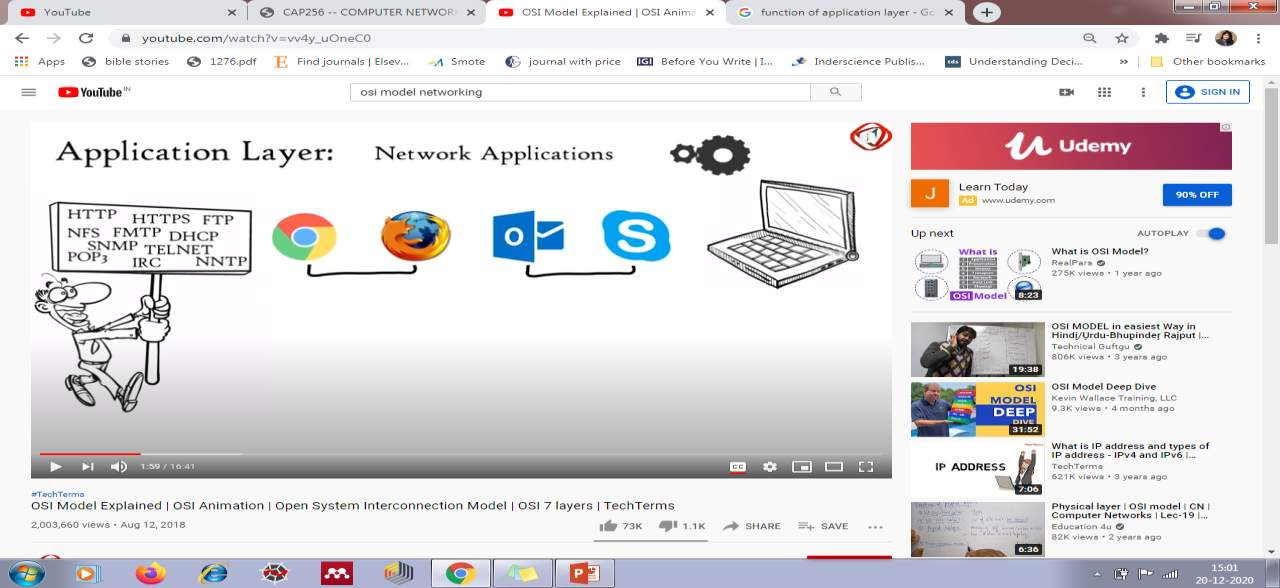 YouTube
CAP256 -- COMPUTER NETWORK
OSI Model Explained | OSI Anima
function of application layer - Go
youtube.com/watch?v=vv4y_uOneC0
Apps
bible stories
1276.pdf
Find journals | Elsev...
Smote
journal with price
IGI
Before You Write | I...
Inderscience Publis...
tds
Understanding Deci...
»
Other bookmarks
YouTube IN
osi model networking
SIGN IN
Application Layer: Network Applications
HTTP HTTPS FTP
NFS FMTP DHCP
SNMP TELNET
POP3 IRC NNTP
1:59 / 16:41
CC
#TechTerms
OSI Model Explained | OSI Animation | Open System Interconnection Model | OSI 7 layers | TechTerms
2,003,660 views • Aug 12, 2018
73K
1.1K
SHARE
SAVE
Udemy
J
Learn Today
Ad www.udemy.com
90% OFF
Up next
AUTOPLAY
What is
OSI Model
8:23
What is OSI Model?
RealPars
275K views • 1 year ago
19:38
OSI MODEL in easiest Way in
Hindi/Urdu-Bhupinder Rajput |...
Technical Guftgu
806K views • 3 years ago
OSI
MODEL
DEEP
DIVE
31:52
OSI Model Deep Dive
Kevin Wallace Training, LLC
9.3K views • 4 months ago
IP ADDRESS
7:06
What is IP address and types of
IP address - IPv4 and IPv6 |...
TechTerms
621K views • 3 years ago
6:36
Physical layer | OSI model | CN |
Computer Networks | Lec-19 |...
Education 4u
82K views • 2 years ago
15:01
20-12-2020